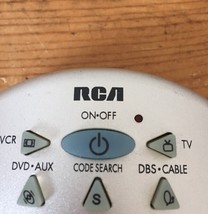 RCA
ON•OFF
VCR
TV
DVD•AUX
CODE SEARCH
DBS•CABLE
S